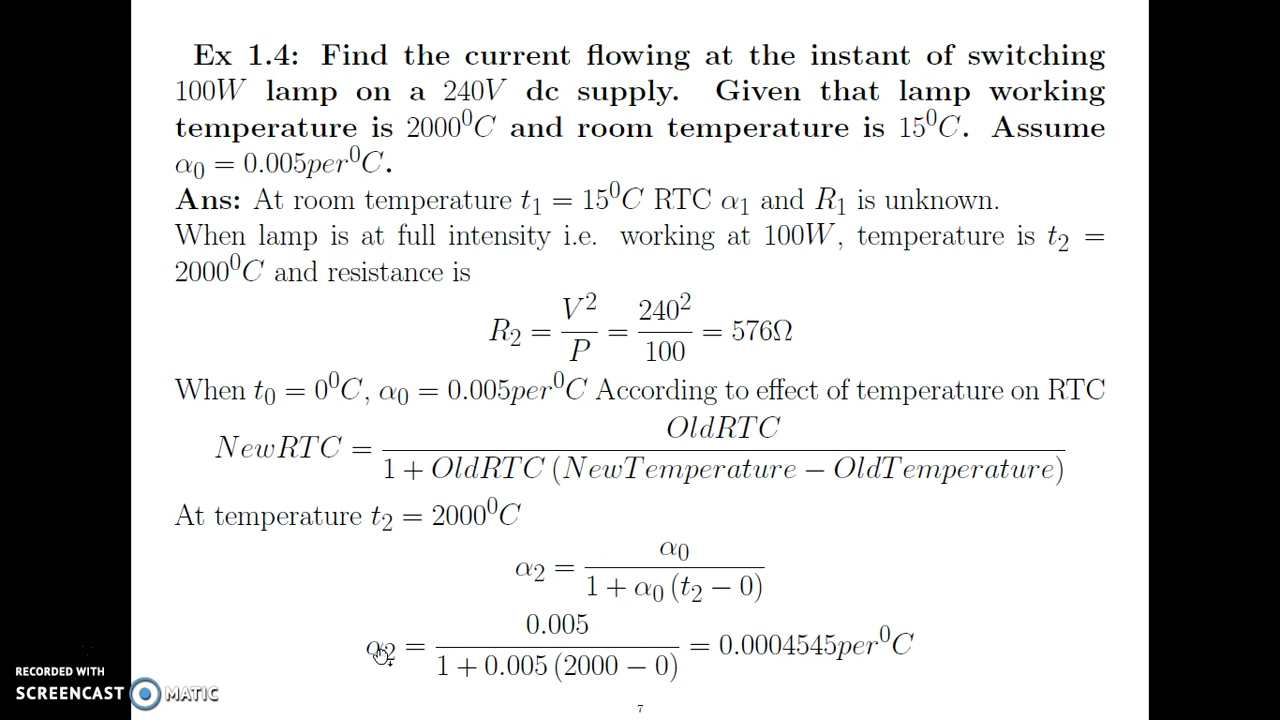 Ex 1.4: Find the current flowing at the instant of switching
100W lamp on a 240V dc supply. Given that lamp working
temperature is 2000⁰C and room temperature is 15⁰C. Assume
α₀ = 0.005per⁰C.
Ans: At room temperature t₁ = 15⁰C RTC α₁ and R₁ is unknown.
When lamp is at full intensity i.e. working at 100W, temperature is t₂ =
2000⁰C and resistance is
R₂ = V²/P = 240²/100 = 576Ω
When t₀ = 0⁰C, α₀ = 0.005per⁰C According to effect of temperature on RTC
NewRTC = OldRTC/1 + OldRTC (NewTemperature − OldTemperature)
At temperature t₂ = 2000⁰C
α₂ = α₀/1 + α₀ (t₂ − 0)
α₂ = 0.005/1 + 0.005 (2000 − 0) = 0.0004545per⁰C
RECORDED WITH
SCREENCAST MATIC
7